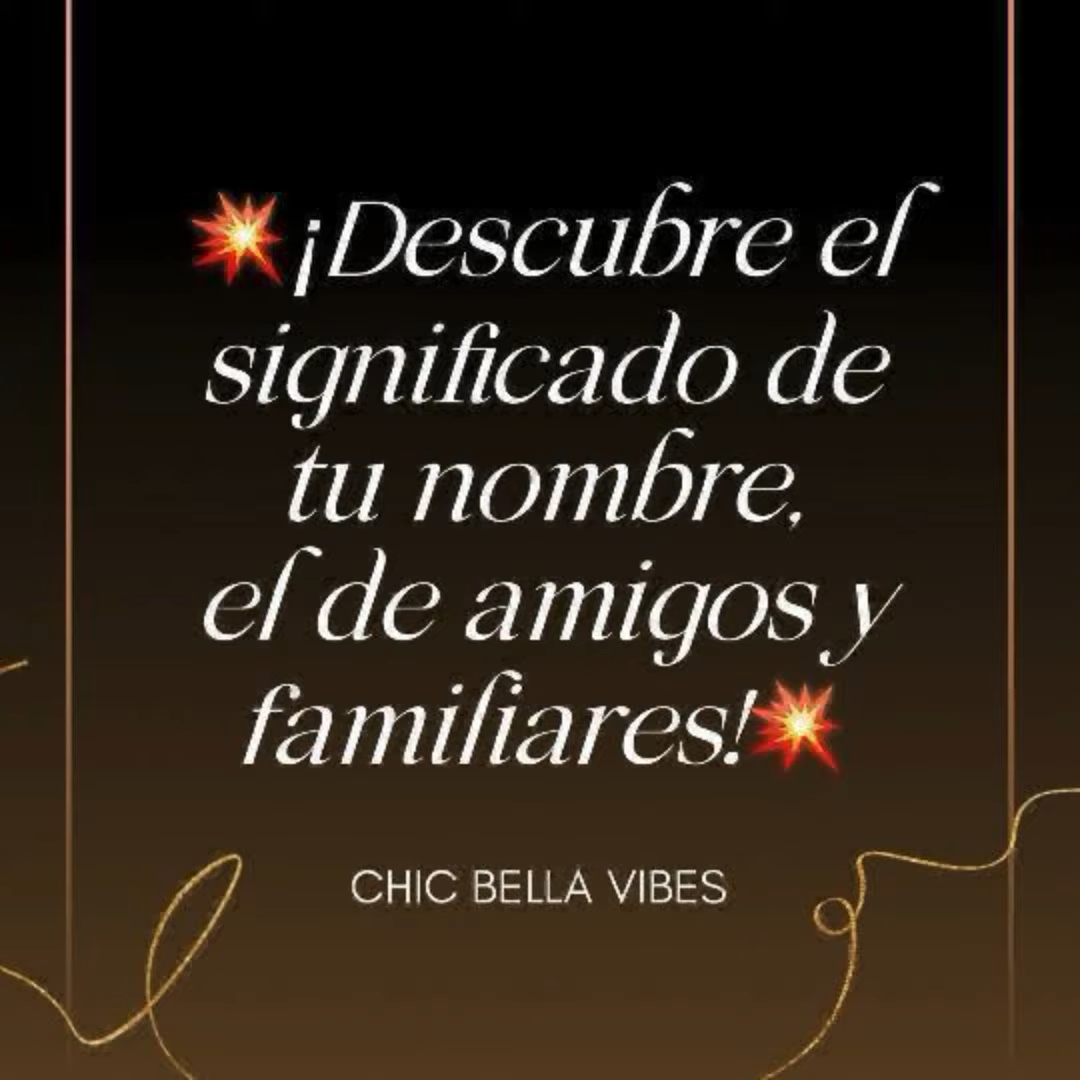 💥¡Descubre el
significado de
tu nombre,
el de amigos y
familiares!💥
CHIC BELLA VIBES